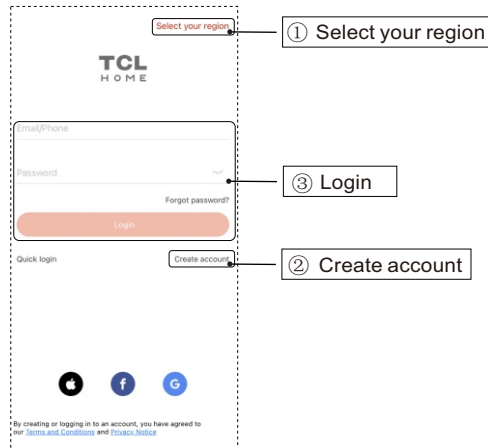 Select your region
① Select your region
TCL
HOME
Email/Phone
Password
③ Login
Forgot password?
Login
Quick login
Create account
② Create account
f
G
By creating or logging in to an account, you have agreed to
our Terms and Conditions and Privacy Notice